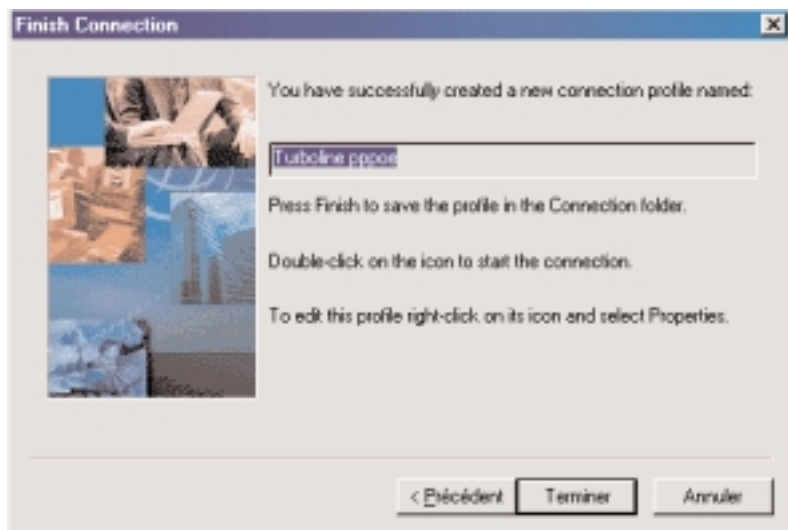 Finish Connection
You have successfully created a new connection profile named:
Turboline pppoe
Press Finish to save the profile in the Connection folder.
Double-click on the icon to start the connection.
To edit this profile right-click on its icon and select Properties.
< Précédent
Terminer
Annuler